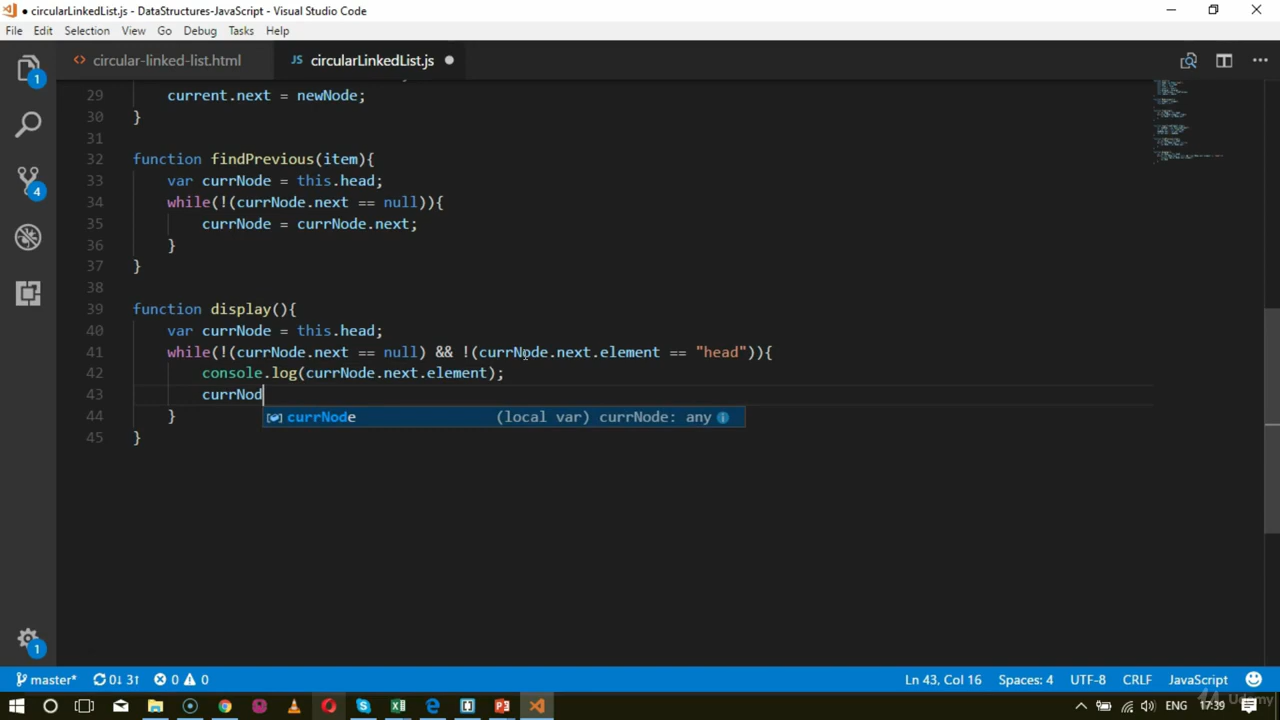 ● circularLinkedList.js - DataStructures-JavaScript - Visual Studio Code
File Edit Selection View Go Debug Tasks Help
circular-linked-list.html JS circularLinkedList.js
1
29 current.next = newNode;
30 }
31
32 function findPrevious(item){
33 var currNode = this.head;
4
34 while(!(currNode.next == null)){
35 currNode = currNode.next;
36 }
37 }
38
39 function display(){
40 var currNode = this.head;
41 while(!(currNode.next == null) && !(currNode.next.element == "head")){
42 console.log(currNode.next.element);
43 currNod
44 }
currNode (local var) currNode: any
45 }
1
master* 0↓ 3↑ 0 0 Ln 43, Col 16 Spaces: 4 UTF-8 CRLF JavaScript
ENG 17:39
Udemy